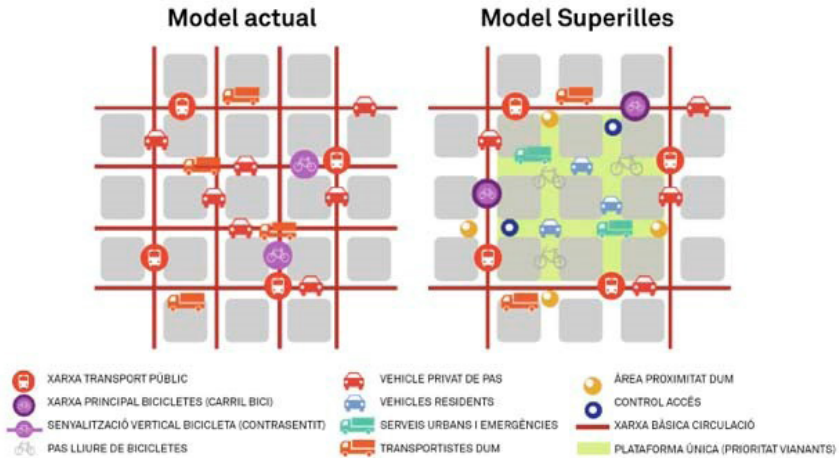 Model actual
Model Superilles
XARXA TRANSPORT PÚBLIC
XARXA PRINCIPAL BICICLETES (CARRIL BICI)
SENYALITZACIÓ VERTICAL BICICLETA (CONTRASENTIT)
PAS LLIURE DE BICICLETES
VEHICLE PRIVAT DE PAS
VEHICLES RESIDENTS
SERVEIS URBANS I EMERGÈNCIES
TRANSPORTISTES DUM
ÀREA PROXIMITAT DUM
CONTROL ACCÉS
XARXA BÀSICA CIRCULACIÓ
PLATAFORMA ÚNICA (PRIORITAT VIANANTS)